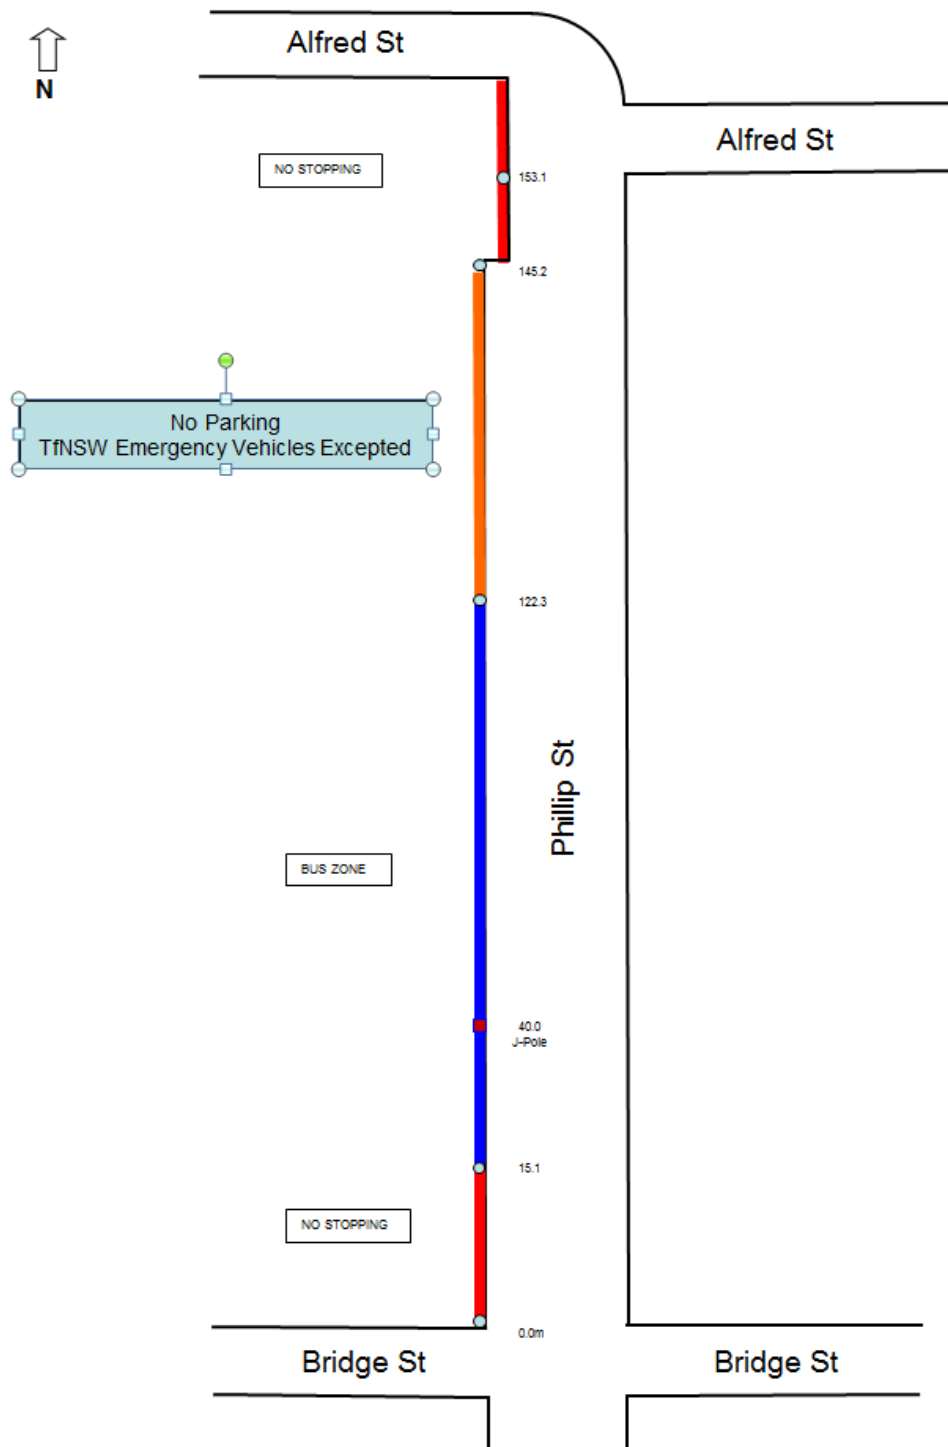 Alfred St
N
Alfred St
NO STOPPING
153.1
145.2
No Parking
TfNSW Emergency Vehicles Excepted
122.3
Phillip St
BUS ZONE
40.0
J-Pole
15.1
NO STOPPING
0.0m
Bridge St
Bridge St